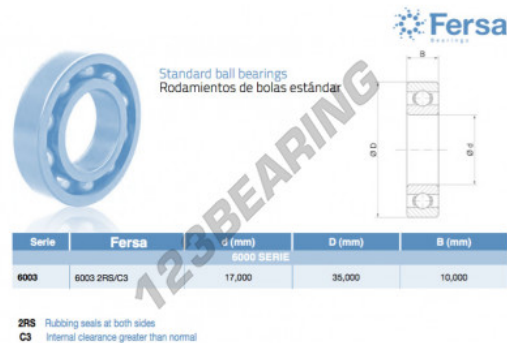 Fersa
Bearings
Standard ball bearings
Rodamientos de bolas estándar
B
Ø D
Ø d
123BEARING
Serie Fersa d (mm) D (mm) B (mm)
6000 SERIE
6003 6003 2RS/C3 17,000 35,000 10,000
2RS Rubbing seals at both sides
C3 Internal clearance greater than normal